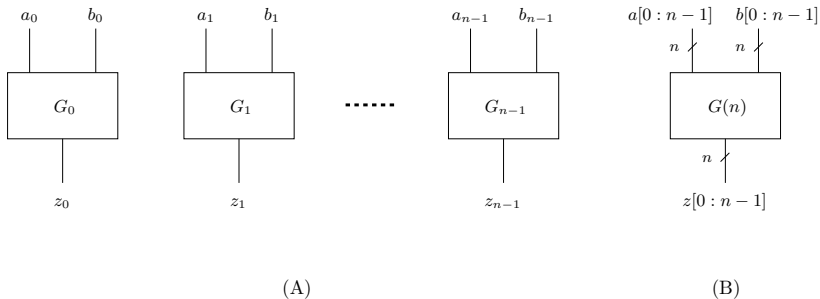 a₀ b₀ a₁ b₁ aₙ₋₁ bₙ₋₁ a[0 : n − 1] b[0 : n − 1]
n n
G₀ G₁ Gₙ₋₁ G(n)
n
z₀ z₁ zₙ₋₁ z[0 : n − 1]
(A) (B)